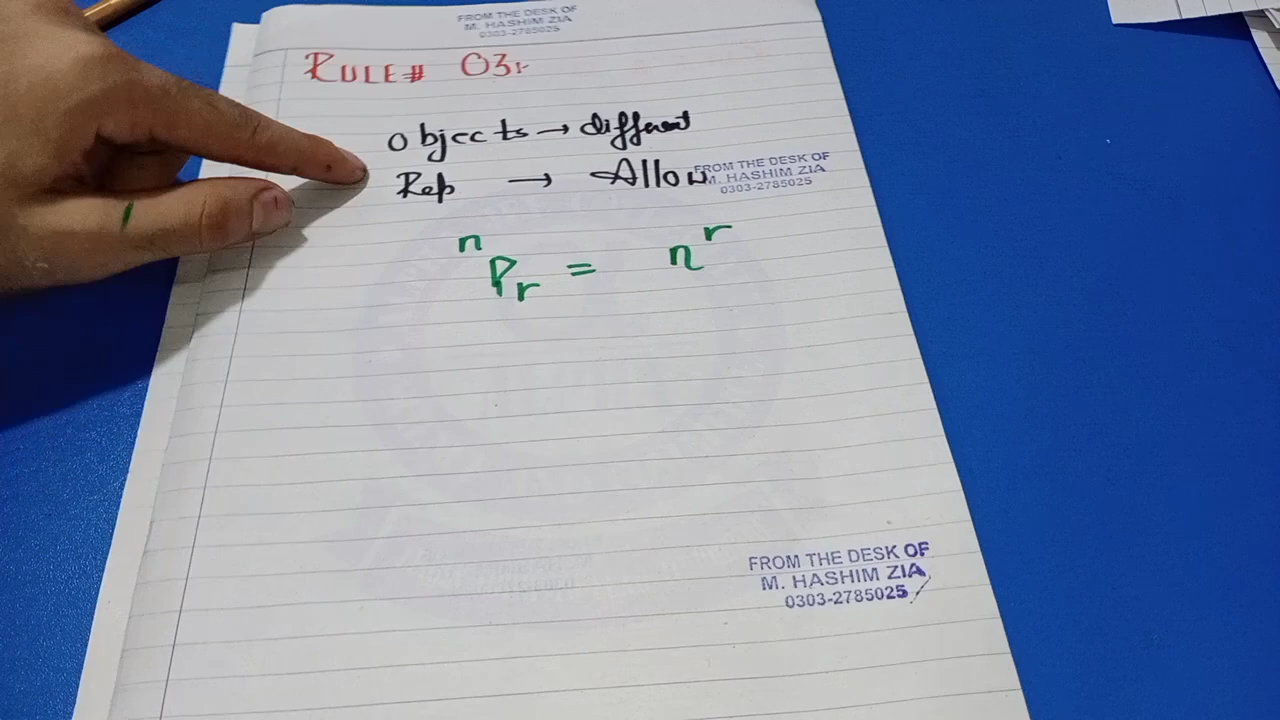 FROM THE DESK OF
M. HASHIM ZIA
0303-2785025
RULE# 03:-
Objects → different
Rep → Allow
FROM THE DESK OF
M. HASHIM ZIA
0303-2785025
ⁿPᵣ = nʳ
FROM THE DESK OF
M. HASHIM ZIA
0303-2785025